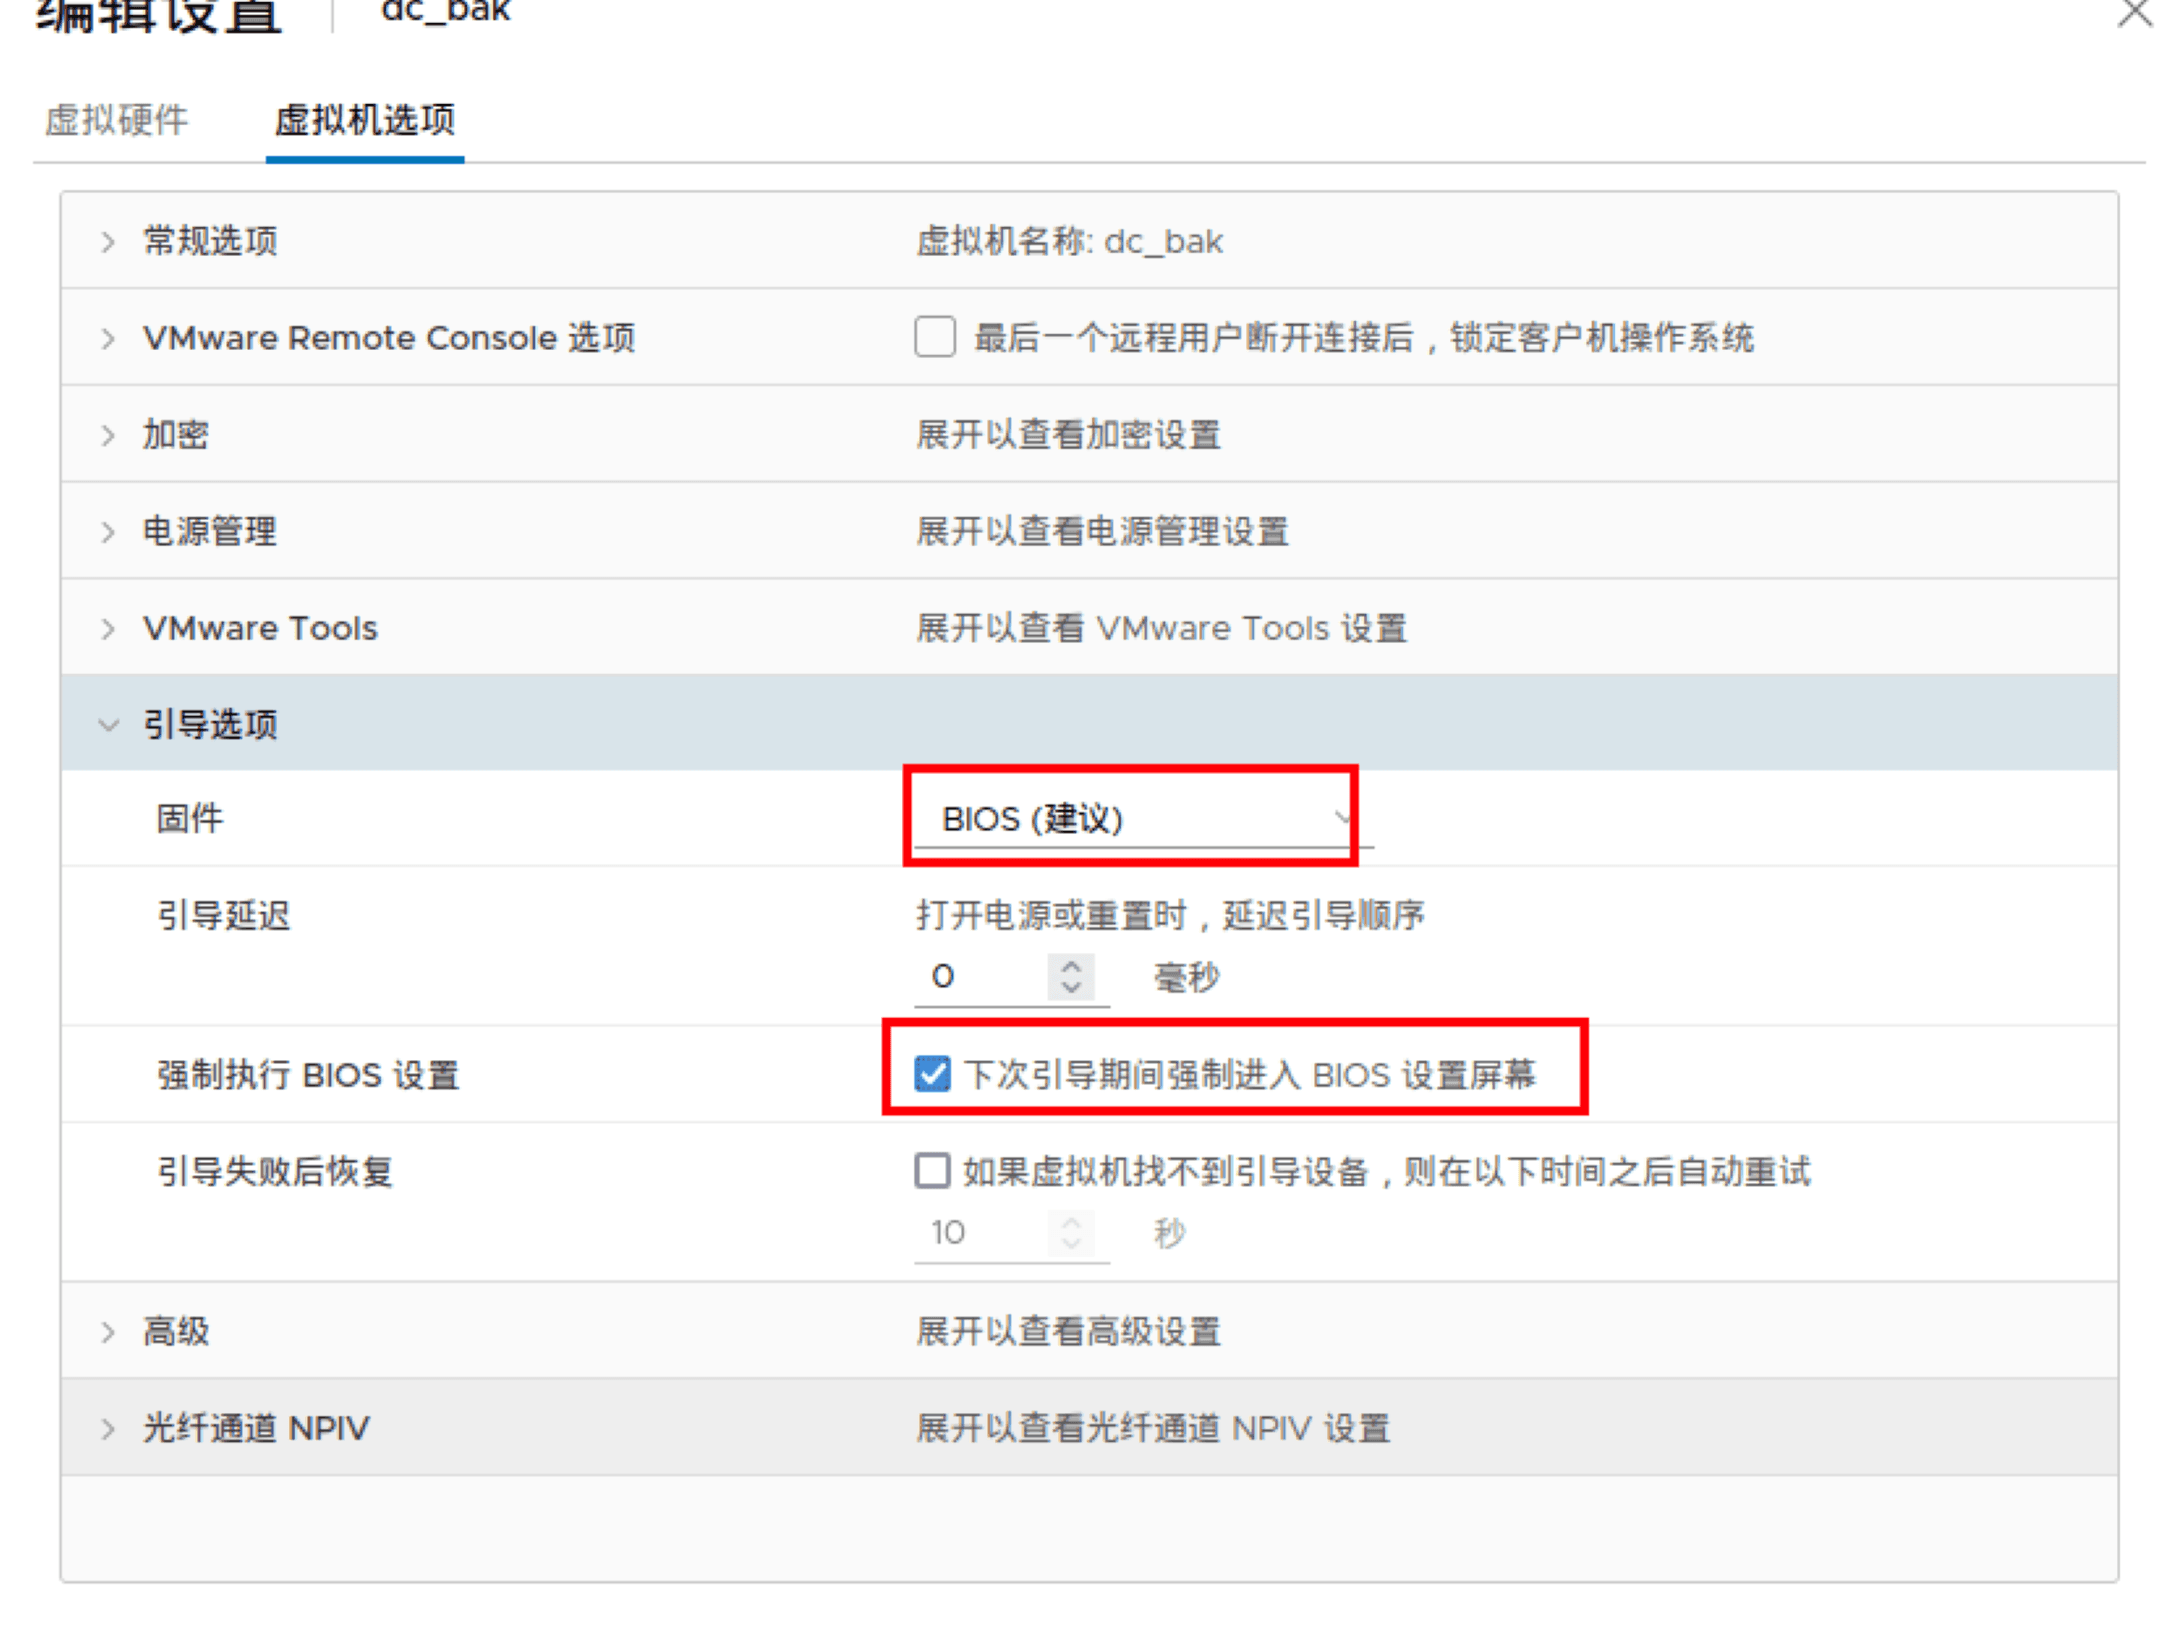 编辑设置 dc_bak
虚拟硬件 虚拟机选项
常规选项 虚拟机名称: dc_bak
VMware Remote Console 选项 最后一个远程用户断开连接后，锁定客户机操作系统
加密 展开以查看加密设置
电源管理 展开以查看电源管理设置
VMware Tools 展开以查看 VMware Tools 设置
引导选项
固件 BIOS (建议)
引导延迟 打开电源或重置时，延迟引导顺序
0 毫秒
强制执行 BIOS 设置 下次引导期间强制进入 BIOS 设置屏幕
引导失败后恢复 如果虚拟机找不到引导设备，则在以下时间之后自动重试
10 秒
高级 展开以查看高级设置
光纤通道 NPIV 展开以查看光纤通道 NPIV 设置